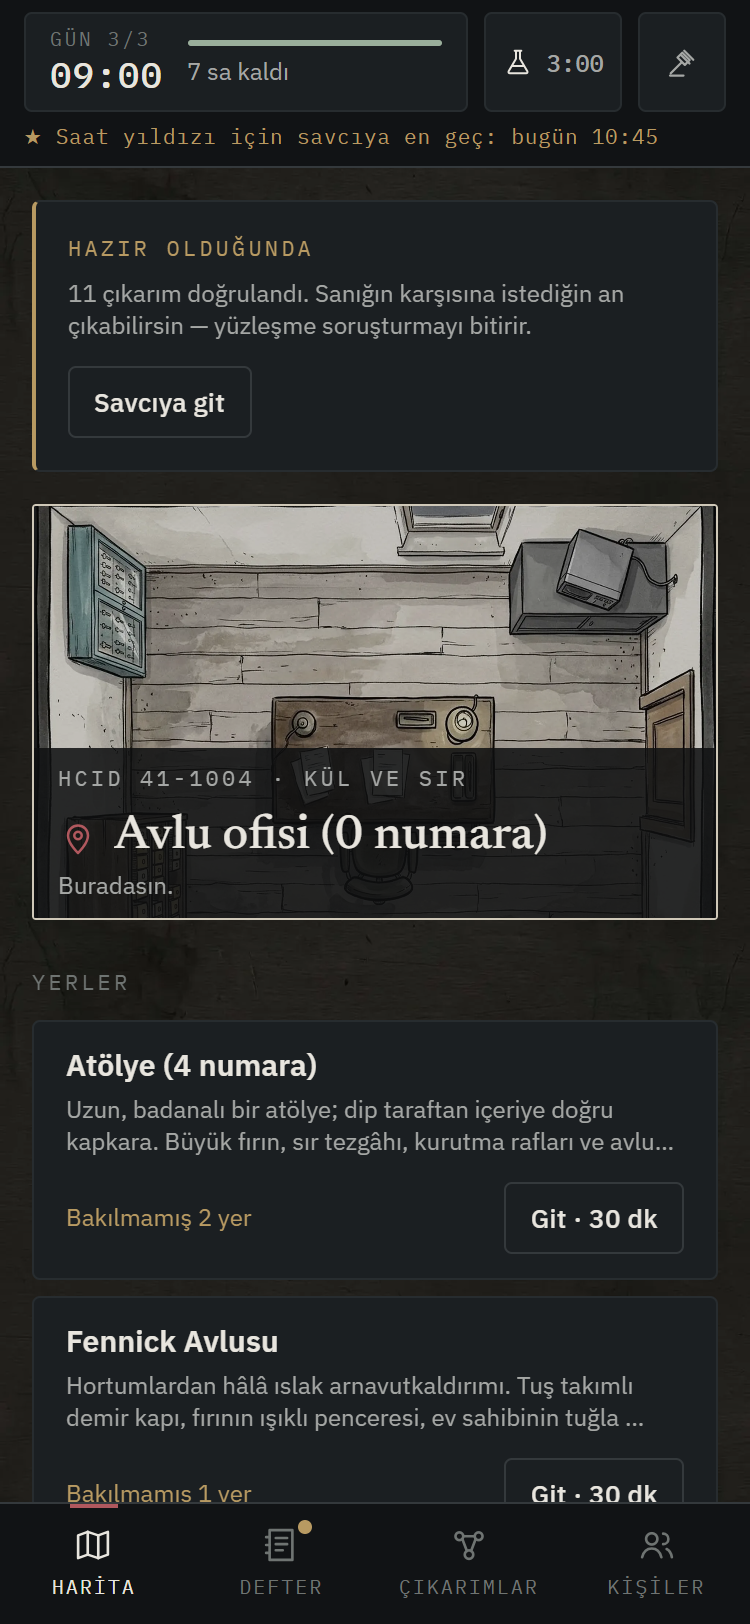 GÜN 3/3
09:00
7 sa kaldı
3:00
★ Saat yıldızı için savcıya en geç: bugün 10:45
HAZIR OLDUĞUNDA
11 çıkarım doğrulandı. Sanığın karşısına istediğin an
çıkabilirsin — yüzleşme soruşturmayı bitirir.
Savcıya git
HCID 41-1004 · KÜL VE SIR
Avlu ofisi (0 numara)
Buradasın.
YERLER
Atölye (4 numara)
Uzun, badanalı bir atölye; dip taraftan içeriye doğru
kapkara. Büyük fırın, sır tezgâhı, kurutma rafları ve avlu...
Bakılmamış 2 yer
Git · 30 dk
Fennick Avlusu
Hortumlardan hâlâ ıslak arnavutkaldırımı. Tuş takımlı
demir kapı, fırının ışıklı penceresi, ev sahibinin tuğla ...
Bakılmamış 1 yer
Git · 30 dk
HARİTA
DEFTER
ÇIKARIMLAR
KİŞİLER